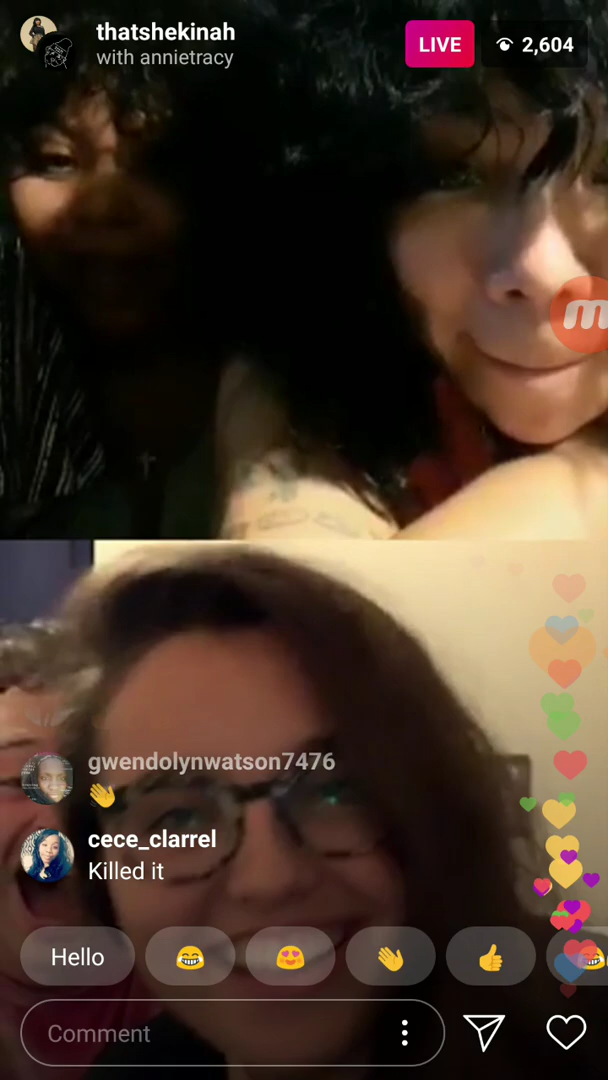 thatshekinah
with annietracy
LIVE
2,604
gwendolynwatson7476
👋
cece_clarrel
Killed it
Hello
😂
😍
👋
👍
😂
Comment